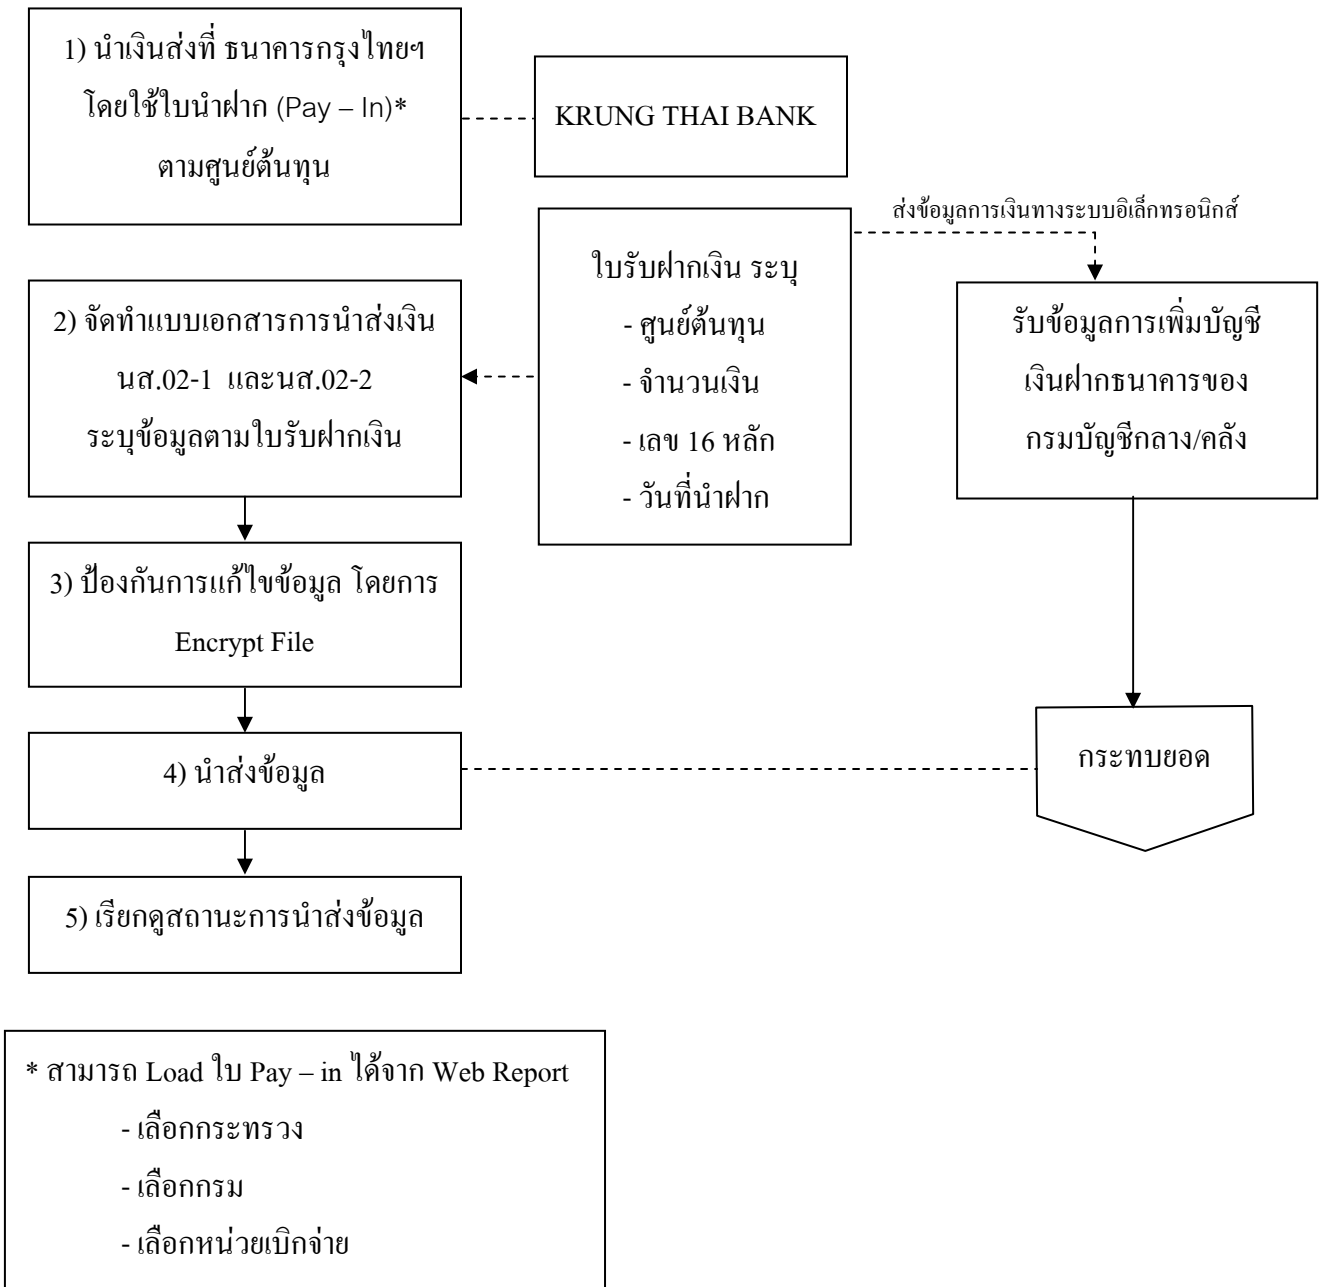 1) นำเงินส่งที่ ธนาคารกรุงไทยฯ
โดยใช้ใบนำฝาก (Pay – In)*
ตามศูนย์ต้นทุน
KRUNG THAI BANK
ส่งข้อมูลการเงินทางระบบอิเล็กทรอนิกส์
ใบรับฝากเงิน ระบุ
- ศูนย์ต้นทุน
- จำนวนเงิน
- เลข 16 หลัก
- วันที่นำฝาก
2) จัดทำแบบเอกสารการนำส่งเงิน
นส.02-1 และนส.02-2
ระบุข้อมูลตามใบรับฝากเงิน
รับข้อมูลการเพิ่มบัญชี
เงินฝากธนาคารของ
กรมบัญชีกลาง/คลัง
3) ป้องกันการแก้ไขข้อมูล โดยการ
Encrypt File
4) นำส่งข้อมูล
กระทบยอด
5) เรียกดูสถานะการนำส่งข้อมูล
* สามารถ Load ใบ Pay – in ได้จาก Web Report
- เลือกกระทรวง
- เลือกกรม
- เลือกหน่วยเบิกจ่าย